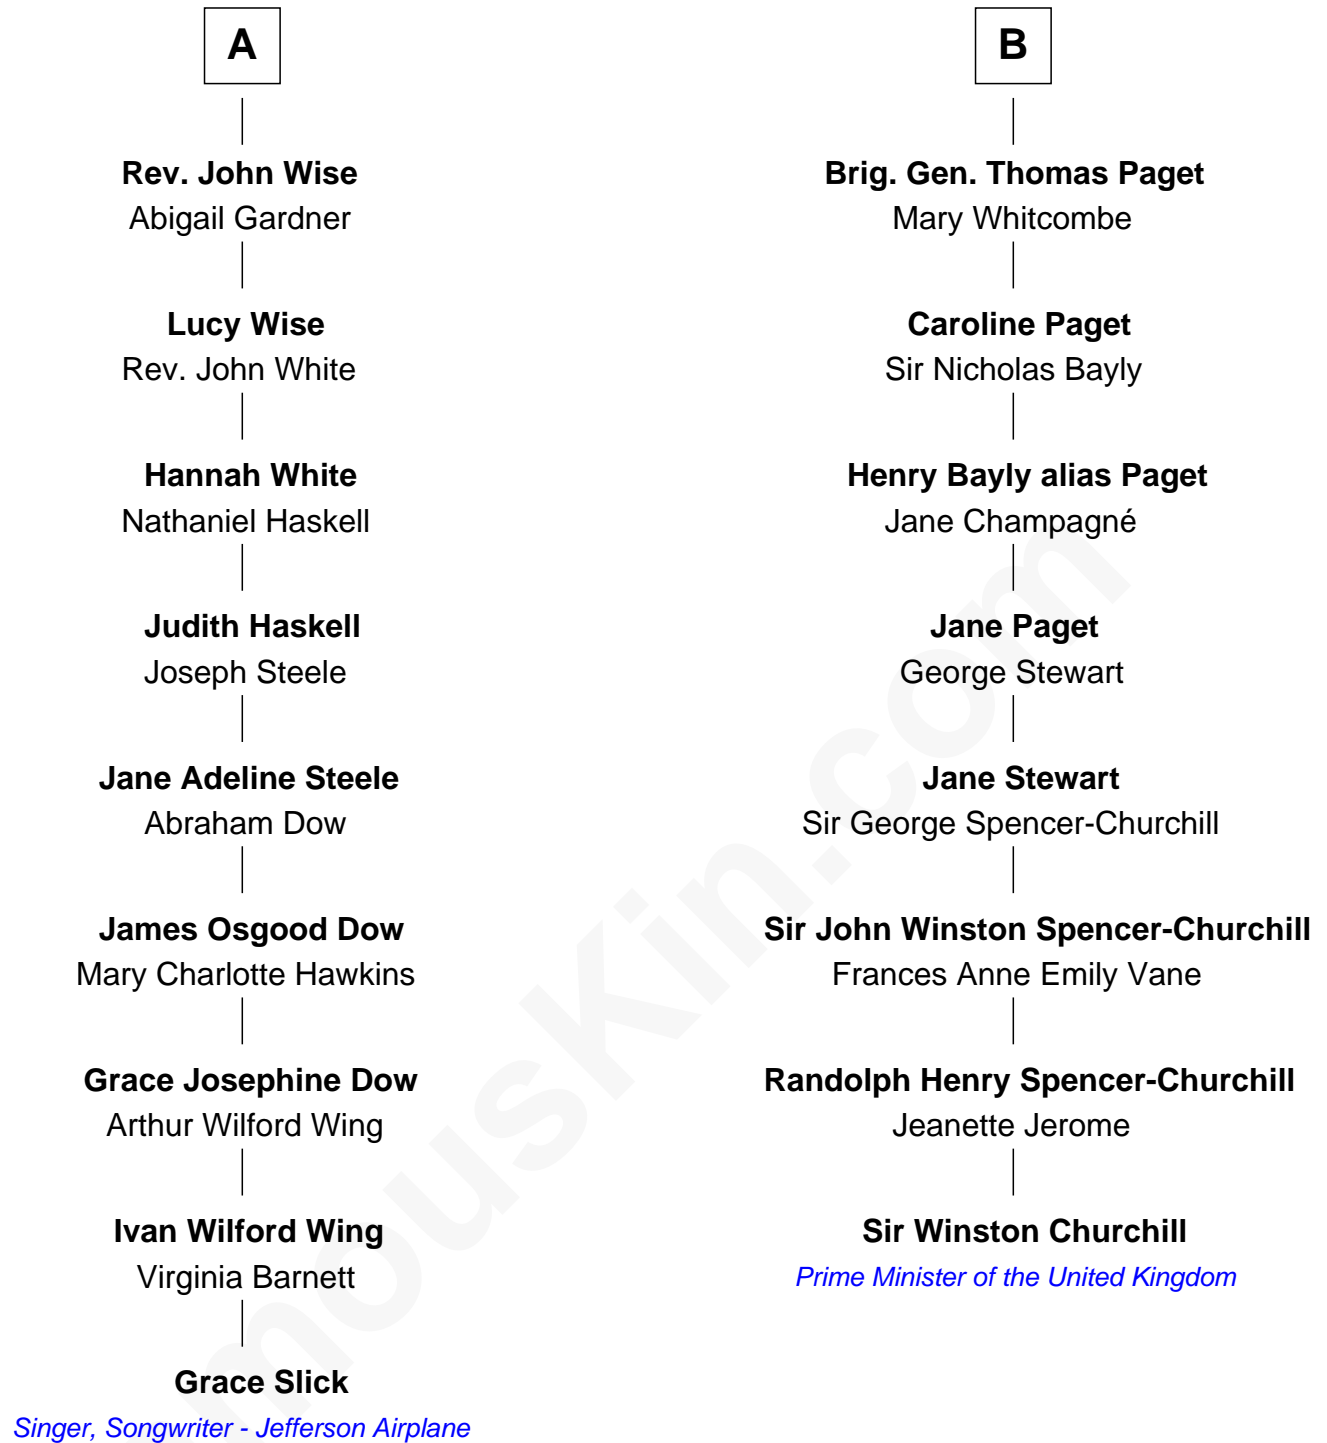 A
Rev. John Wise
Abigail Gardner
Lucy Wise
Rev. John White
Hannah White
Nathaniel Haskell
Judith Haskell
Joseph Steele
Jane Adeline Steele
Abraham Dow
James Osgood Dow
Mary Charlotte Hawkins
Grace Josephine Dow
Arthur Wilford Wing
Ivan Wilford Wing
Virginia Barnett
Grace Slick
Singer, Songwriter - Jefferson Airplane
B
Brig. Gen. Thomas Paget
Mary Whitcombe
Caroline Paget
Sir Nicholas Bayly
Henry Bayly alias Paget
Jane Champagné
Jane Paget
George Stewart
Jane Stewart
Sir George Spencer-Churchill
Sir John Winston Spencer-Churchill
Frances Anne Emily Vane
Randolph Henry Spencer-Churchill
Jeanette Jerome
Sir Winston Churchill
Prime Minister of the United Kingdom
mousKin.com